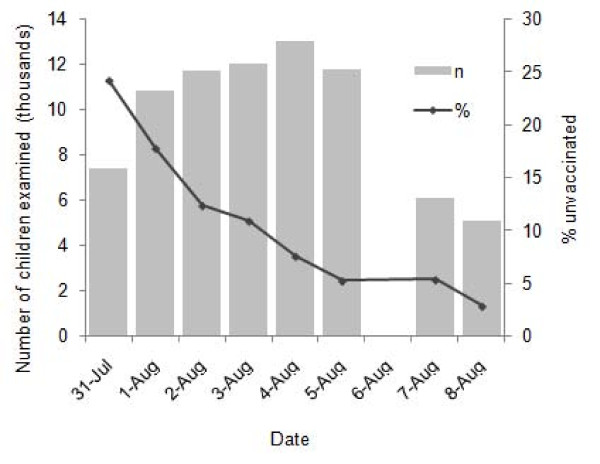 Number of children examined (thousands)
14
12
10
8
6
4
2
0
30
25
20
15
10
5
0
% unvaccinated
n
%
31-Jul
1-Aug
2-Aug
3-Aug
4-Aug
5-Aug
6-Aug
7-Aug
8-Aug
Date